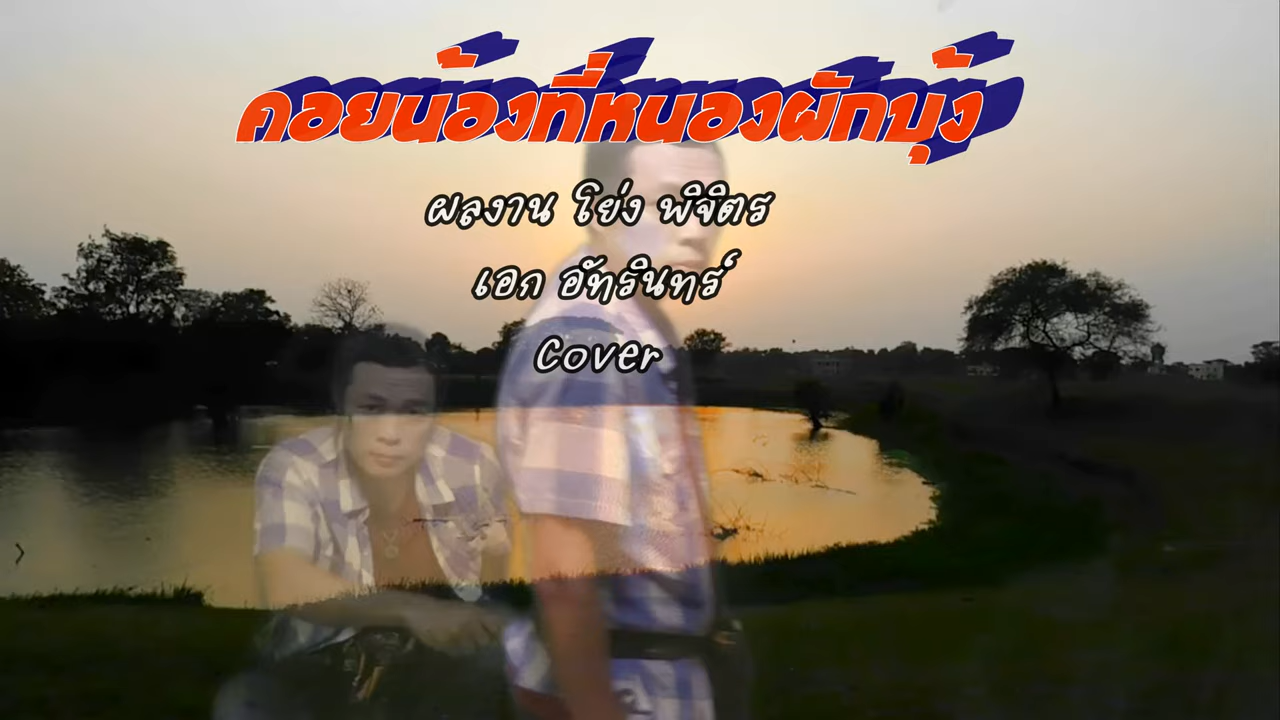 คอยน้องที่หนองผักบุ้ง
ผลงาน โย่ง พิจิตร
เอก อัทรินทร์
Cover